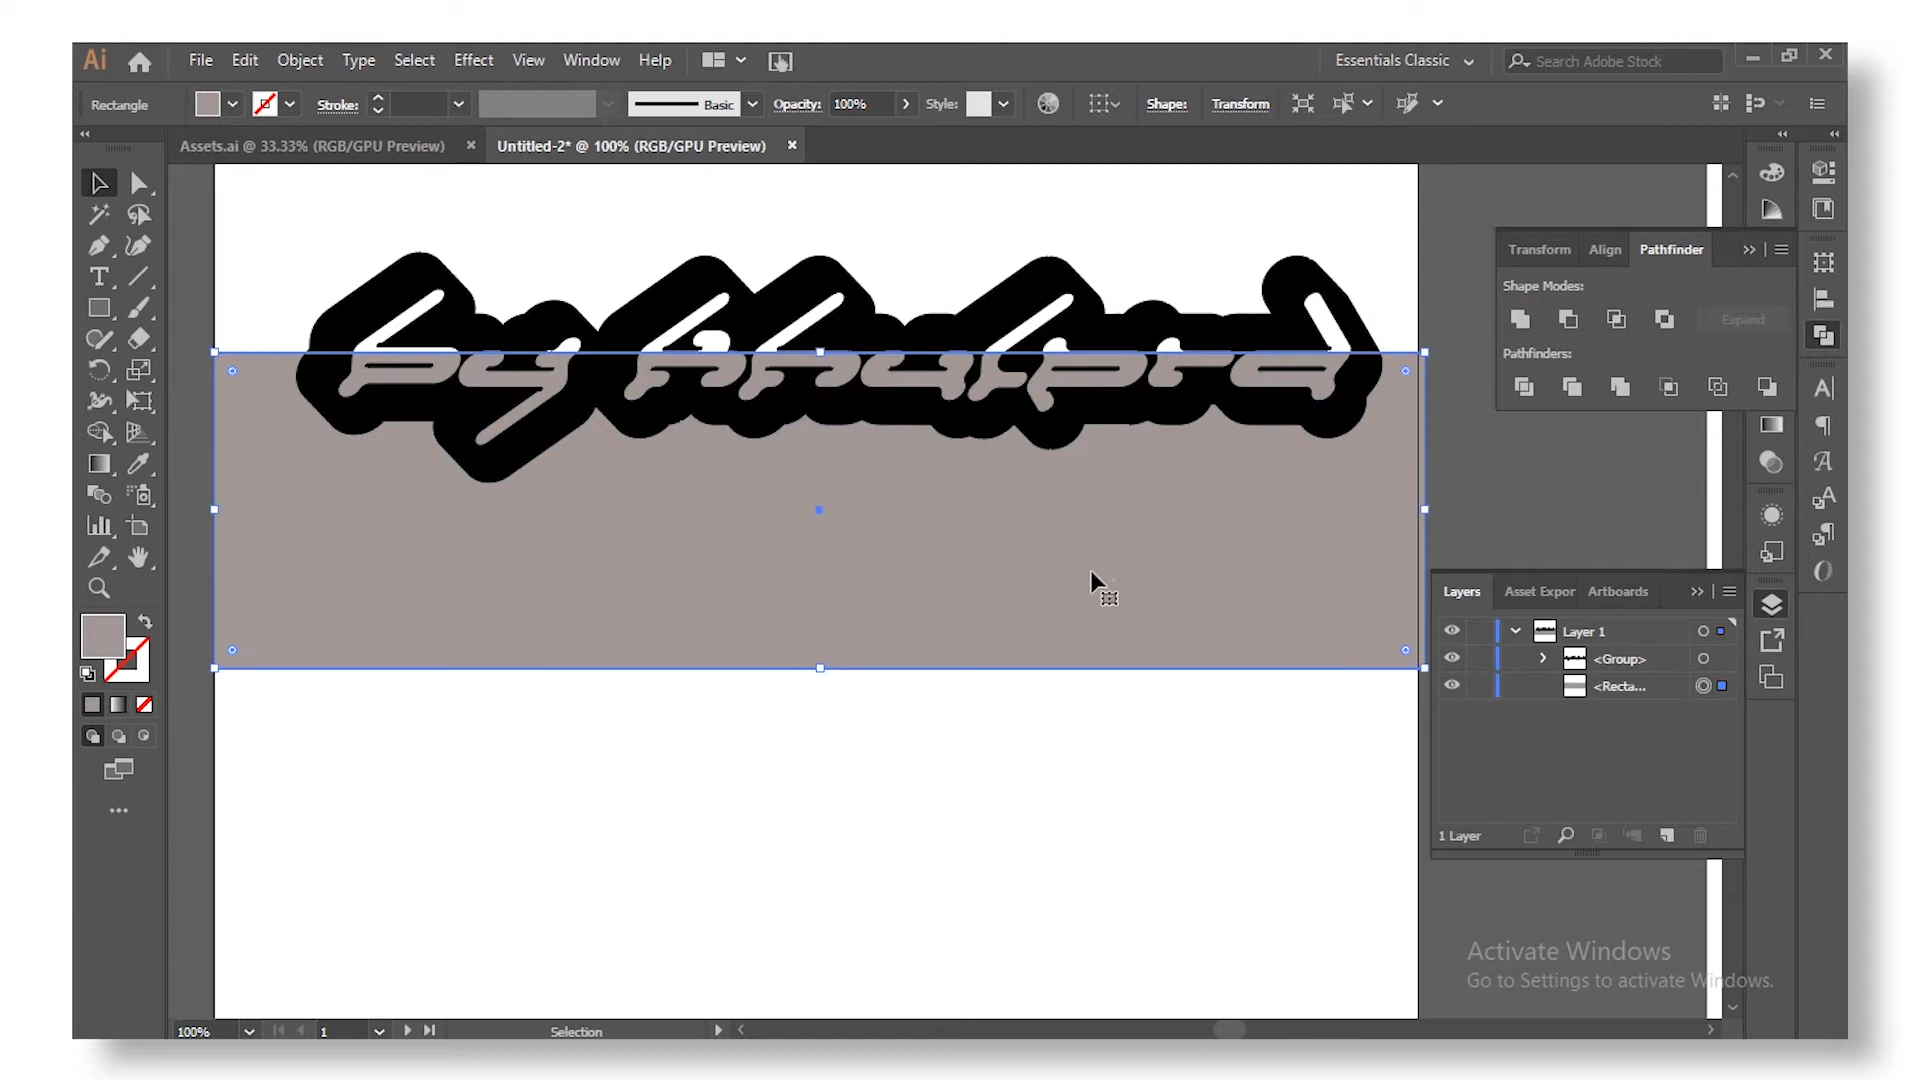 Ai File Edit Object Type Select Effect View Window Help Essentials Classic Search Adobe Stock
Rectangle Stroke: Basic Opacity: 100% Style: Shape: Transform
Assets.ai @ 33.33% (RGB/GPU Preview) × Untitled-2* @ 100% (RGB/GPU Preview) ×
Transform Align Pathfinder
Shape Modes:
Expand
Pathfinders:
by
Layers Asset Expor Artboards
Layer 1
<Group>
<Recta...
1 Layer
Activate Windows
Go to Settings to activate Windows.
100% 1 Selection